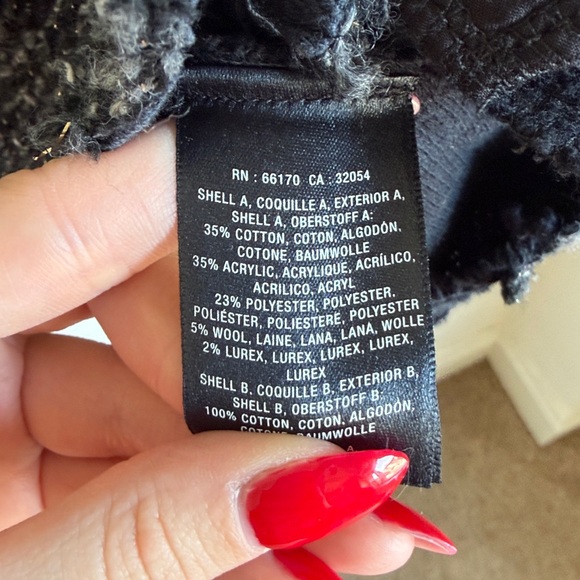 RN : 66170 CA : 32054
SHELL A, COQUILLE A, EXTERIOR A,
SHELL A, OBERSTOFF A:
35% COTTON, COTON, ALGODÓN,
COTONE, BAUMWOLLE
35% ACRYLIC, ACRYLIQUE, ACRÍLICO,
ACRILICO, ACRYL
23% POLYESTER, POLYESTER,
POLIÉSTER, POLIESTERE, POLYESTER
5% WOOL, LAINE, LANA, LANA, WOLLE
2% LUREX, LUREX, LUREX, LUREX,
LUREX
SHELL B, COQUILLE B, EXTERIOR B,
SHELL B, OBERSTOFF B
100% COTTON, COTON, ALGODÓN,
COTONE, BAUMWOLLE